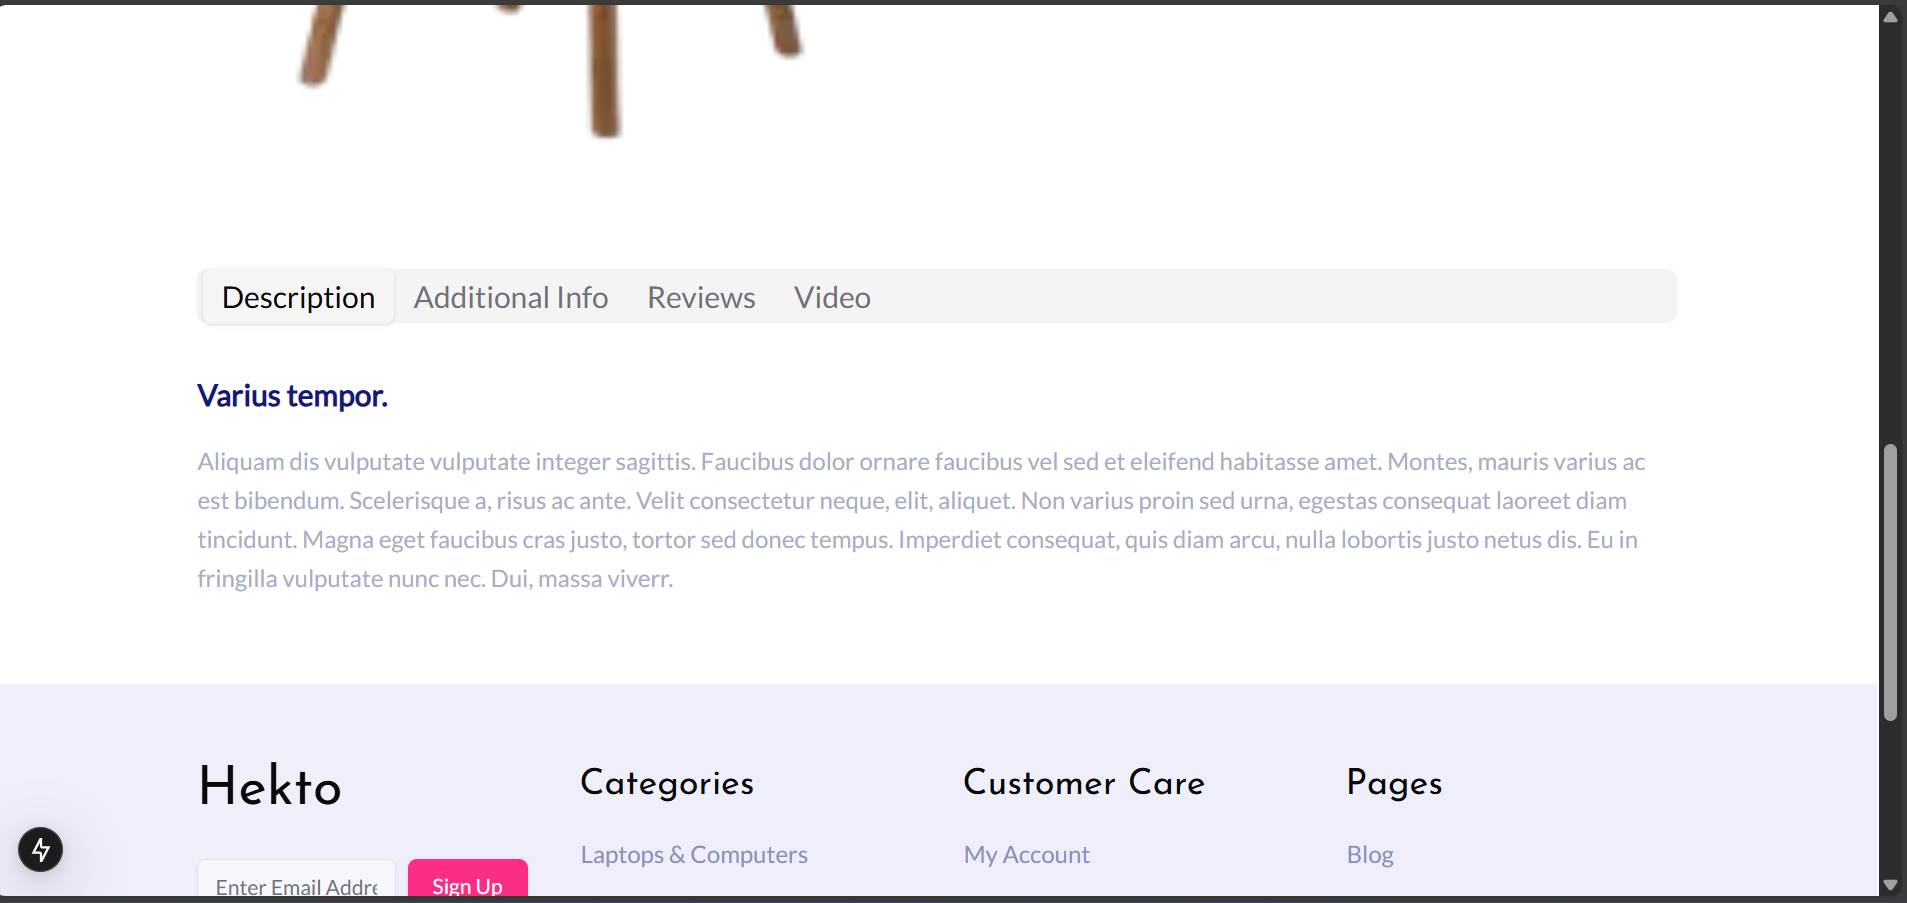 Description Additional Info Reviews Video
Varius tempor.
Aliquam dis vulputate vulputate integer sagittis. Faucibus dolor ornare faucibus vel sed et eleifend habitasse amet. Montes, mauris varius ac
est bibendum. Scelerisque a, risus ac ante. Velit consectetur neque, elit, aliquet. Non varius proin sed urna, egestas consequat laoreet diam
tincidunt. Magna eget faucibus cras justo, tortor sed donec tempus. Imperdiet consequat, quis diam arcu, nulla lobortis justo netus dis. Eu in
fringilla vulputate nunc nec. Dui, massa viverr.
Hekto
Enter Email Addre
Sign Up
Categories
Laptops & Computers
Customer Care
My Account
Pages
Blog